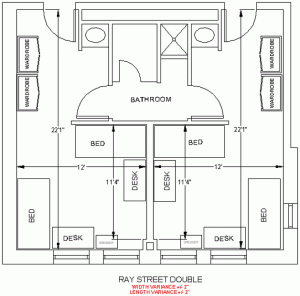 WARDROBE
WARDROBE
WARDROBE
WARDROBE
BATHROOM
22'1"
22'1"
BED
BED
12'
12'
DESK
DESK
11'4"
11'4"
BED
BED
DESK
DESK
RAY STREET DOUBLE
WIDTH VARIANCE +/- 2"
LENGTH VARIANCE +/- 2"